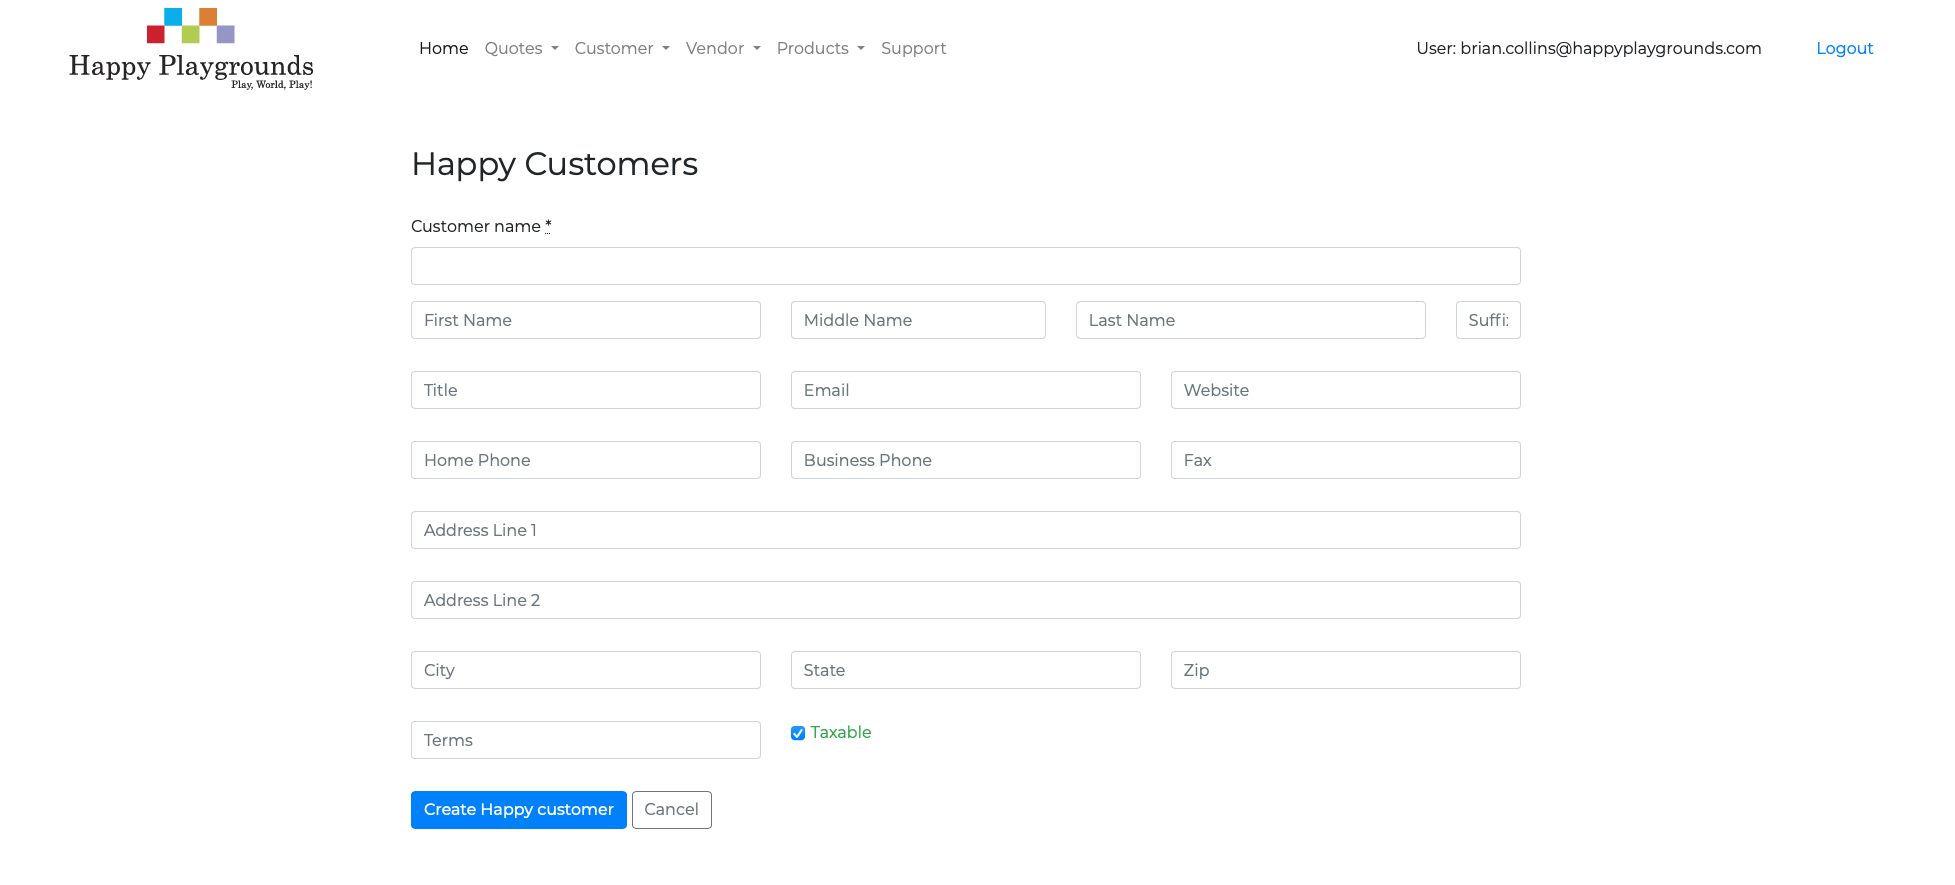 Happy Playgrounds
Play, World, Play!
Home Quotes Customer Vendor Products Support
User: brian.collins@happyplaygrounds.com Logout
Happy Customers
Customer name *
First Name Middle Name Last Name Suffi
Title Email Website
Home Phone Business Phone Fax
Address Line 1
Address Line 2
City State Zip
Terms Taxable
Create Happy customer Cancel